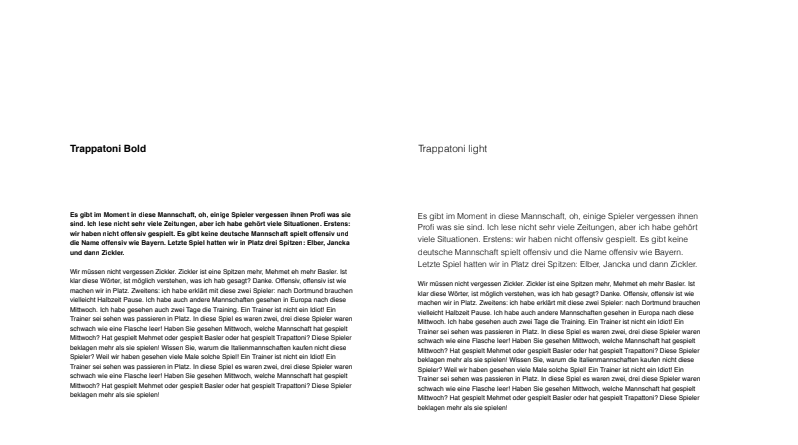 Trappatoni Bold
Es gibt im Moment in diese Mannschaft, oh, einige Spieler vergessen ihnen Profi was sie
sind. Ich lese nicht sehr viele Zeitungen, aber ich habe gehört viele Situationen. Erstens:
wir haben nicht offensiv gespielt. Es gibt keine deutsche Mannschaft spielt offensiv und
die Name offensiv wie Bayern. Letzte Spiel hatten wir in Platz drei Spitzen: Elber, Jancka
und dann Zickler.
Wir müssen nicht vergessen Zickler. Zickler ist eine Spitzen mehr, Mehmet eh mehr Basler. Ist
klar diese Wörter, ist möglich verstehen, was ich hab gesagt? Danke. Offensiv, offensiv ist wie
machen wir in Platz. Zweitens: ich habe erklärt mit diese zwei Spieler: nach Dortmund brauchen
vielleicht Halbzeit Pause. Ich habe auch andere Mannschaften gesehen in Europa nach diese
Mittwoch. Ich habe gesehen auch zwei Tage die Training. Ein Trainer ist nicht ein Idiot! Ein
Trainer sei sehen was passieren in Platz. In diese Spiel es waren zwei, drei diese Spieler waren
schwach wie eine Flasche leer! Haben Sie gesehen Mittwoch, welche Mannschaft hat gespielt
Mittwoch? Hat gespielt Mehmet oder gespielt Basler oder hat gespielt Trapattoni? Diese Spieler
beklagen mehr als sie spielen! Wissen Sie, warum die Italienmannschaften kaufen nicht diese
Spieler? Weil wir haben gesehen viele Male solche Spiel! Ein Trainer ist nicht ein Idiot! Ein
Trainer sei sehen was passieren in Platz. In diese Spiel es waren zwei, drei diese Spieler waren
schwach wie eine Flasche leer! Haben Sie gesehen Mittwoch, welche Mannschaft hat gespielt
Mittwoch? Hat gespielt Mehmet oder gespielt Basler oder hat gespielt Trapattoni? Diese Spieler
beklagen mehr als sie spielen!
Trappatoni light
Es gibt im Moment in diese Mannschaft, oh, einige Spieler vergessen ihnen
Profi was sie sind. Ich lese nicht sehr viele Zeitungen, aber ich habe gehört
viele Situationen. Erstens: wir haben nicht offensiv gespielt. Es gibt keine
deutsche Mannschaft spielt offensiv und die Name offensiv wie Bayern.
Letzte Spiel hatten wir in Platz drei Spitzen: Elber, Jancka und dann Zickler.
Wir müssen nicht vergessen Zickler. Zickler ist eine Spitzen mehr, Mehmet eh mehr Basler. Ist
klar diese Wörter, ist möglich verstehen, was ich hab gesagt? Danke. Offensiv, offensiv ist wie
machen wir in Platz. Zweitens: ich habe erklärt mit diese zwei Spieler: nach Dortmund brauchen
vielleicht Halbzeit Pause. Ich habe auch andere Mannschaften gesehen in Europa nach diese
Mittwoch. Ich habe gesehen auch zwei Tage die Training. Ein Trainer ist nicht ein Idiot! Ein
Trainer sei sehen was passieren in Platz. In diese Spiel es waren zwei, drei diese Spieler waren
schwach wie eine Flasche leer! Haben Sie gesehen Mittwoch, welche Mannschaft hat gespielt
Mittwoch? Hat gespielt Mehmet oder gespielt Basler oder hat gespielt Trapattoni? Diese Spieler
beklagen mehr als sie spielen! Wissen Sie, warum die Italienmannschaften kaufen nicht diese
Spieler? Weil wir haben gesehen viele Male solche Spiel! Ein Trainer ist nicht ein Idiot! Ein
Trainer sei sehen was passieren in Platz. In diese Spiel es waren zwei, drei diese Spieler waren
schwach wie eine Flasche leer! Haben Sie gesehen Mittwoch, welche Mannschaft hat gespielt
Mittwoch? Hat gespielt Mehmet oder gespielt Basler oder hat gespielt Trapattoni? Diese Spieler
beklagen mehr als sie spielen!